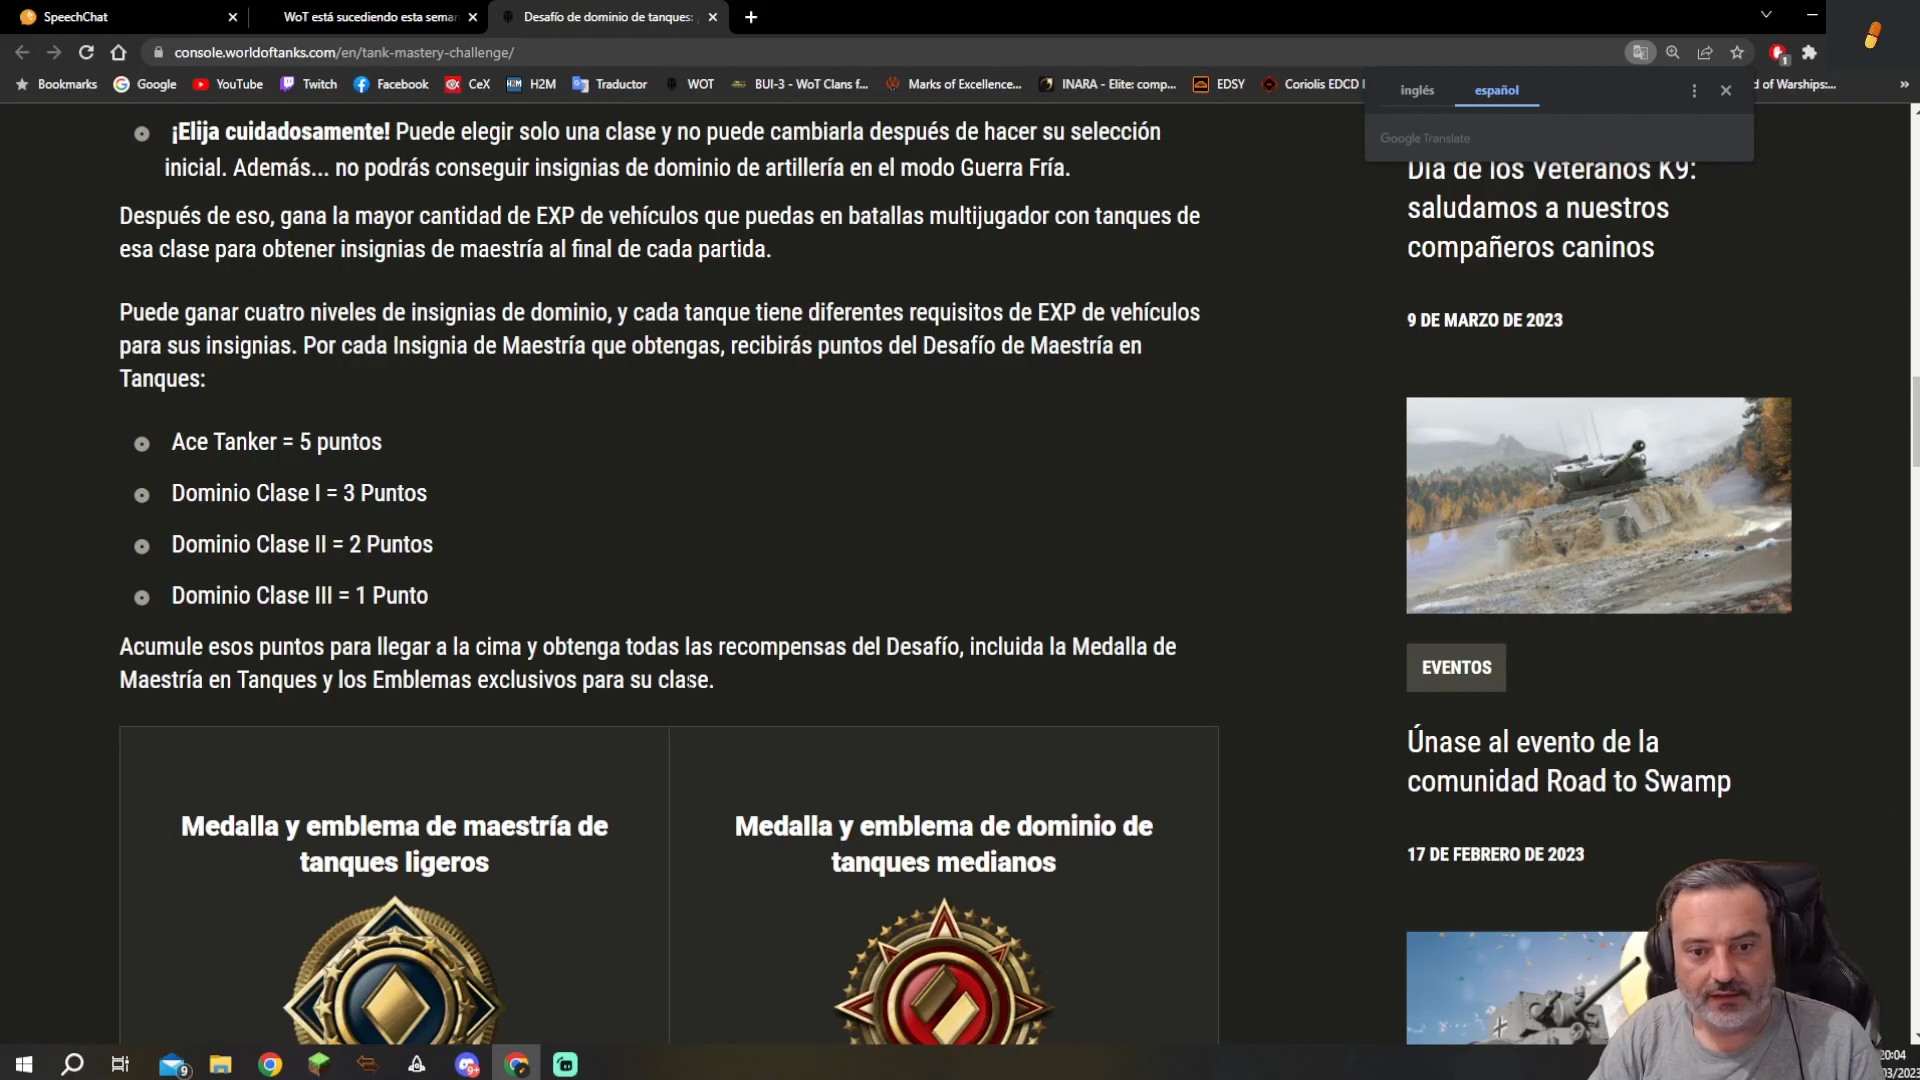 SpeechChat
WoT está sucediendo esta seman
Desafío de dominio de tanques:
console.worldoftanks.com/en/tank-mastery-challenge/
Bookmarks
Google
YouTube
Twitch
Facebook
CeX
H2M
Traductor
WOT
BUI-3 - WoT Clans f...
Marks of Excellence...
INARA - Elite: comp...
EDSY
Coriolis EDCD
d of Warships:...
»
inglés
español
Google Translate
¡Elija cuidadosamente! Puede elegir solo una clase y no puede cambiarla después de hacer su selección
inicial. Además... no podrás conseguir insignias de dominio de artillería en el modo Guerra Fría.
Después de eso, gana la mayor cantidad de EXP de vehículos que puedas en batallas multijugador con tanques de
esa clase para obtener insignias de maestría al final de cada partida.
Puede ganar cuatro niveles de insignias de dominio, y cada tanque tiene diferentes requisitos de EXP de vehículos
para sus insignias. Por cada Insignia de Maestría que obtengas, recibirás puntos del Desafío de Maestría en
Tanques:
Ace Tanker = 5 puntos
Dominio Clase I = 3 Puntos
Dominio Clase II = 2 Puntos
Dominio Clase III = 1 Punto
Acumule esos puntos para llegar a la cima y obtenga todas las recompensas del Desafío, incluida la Medalla de
Maestría en Tanques y los Emblemas exclusivos para su clase.
Medalla y emblema de maestría de
tanques ligeros
Medalla y emblema de dominio de
tanques medianos
Día de los Veteranos K9:
saludamos a nuestros
compañeros caninos
9 DE MARZO DE 2023
EVENTOS
Únase al evento de la
comunidad Road to Swamp
17 DE FEBRERO DE 2023
20:04
03/2023